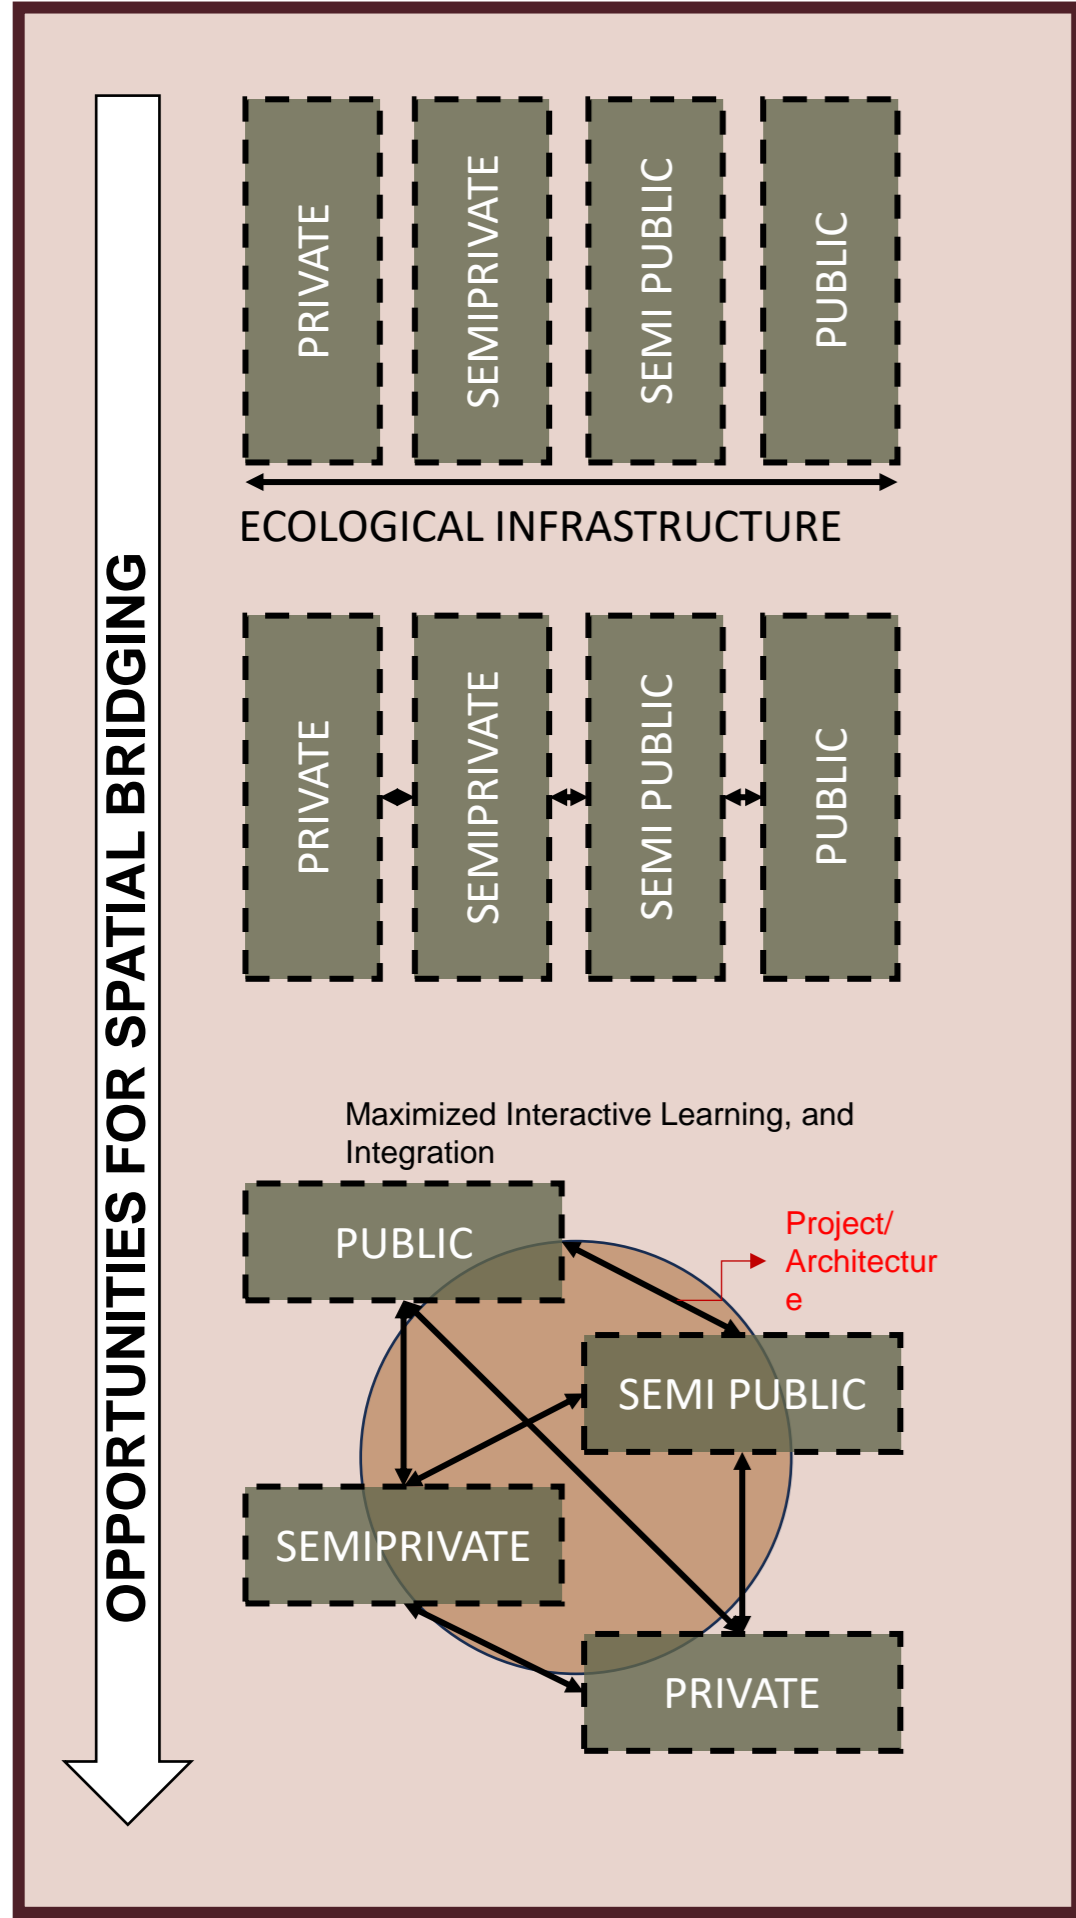 OPPORTUNITIES FOR SPATIAL BRIDGING
PRIVATE
SEMIPRIVATE
SEMI PUBLIC
PUBLIC
ECOLOGICAL INFRASTRUCTURE
PRIVATE
SEMIPRIVATE
SEMI PUBLIC
PUBLIC
Maximized Interactive Learning, and
Integration
PUBLIC
Project/
Architectur
e
SEMI PUBLIC
SEMIPRIVATE
PRIVATE